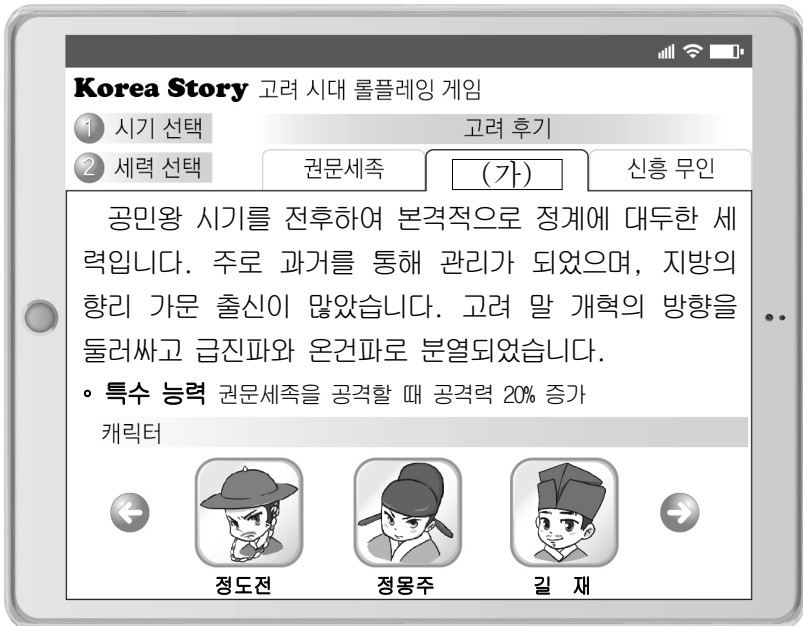 Korea Story 고려 시대 롤플레잉 게임
1 시기 선택 고려 후기
2 세력 선택 권문세족 (가) 신흥 무인
공민왕 시기를 전후하여 본격적으로 정계에 대두한 세
력입니다. 주로 과거를 통해 관리가 되었으며, 지방의
향리 가문 출신이 많았습니다. 고려 말 개혁의 방향을
둘러싸고 급진파와 온건파로 분열되었습니다.
∘ 특수 능력 권문세족을 공격할 때 공격력 20% 증가
캐릭터
정도전 정몽주 길 재